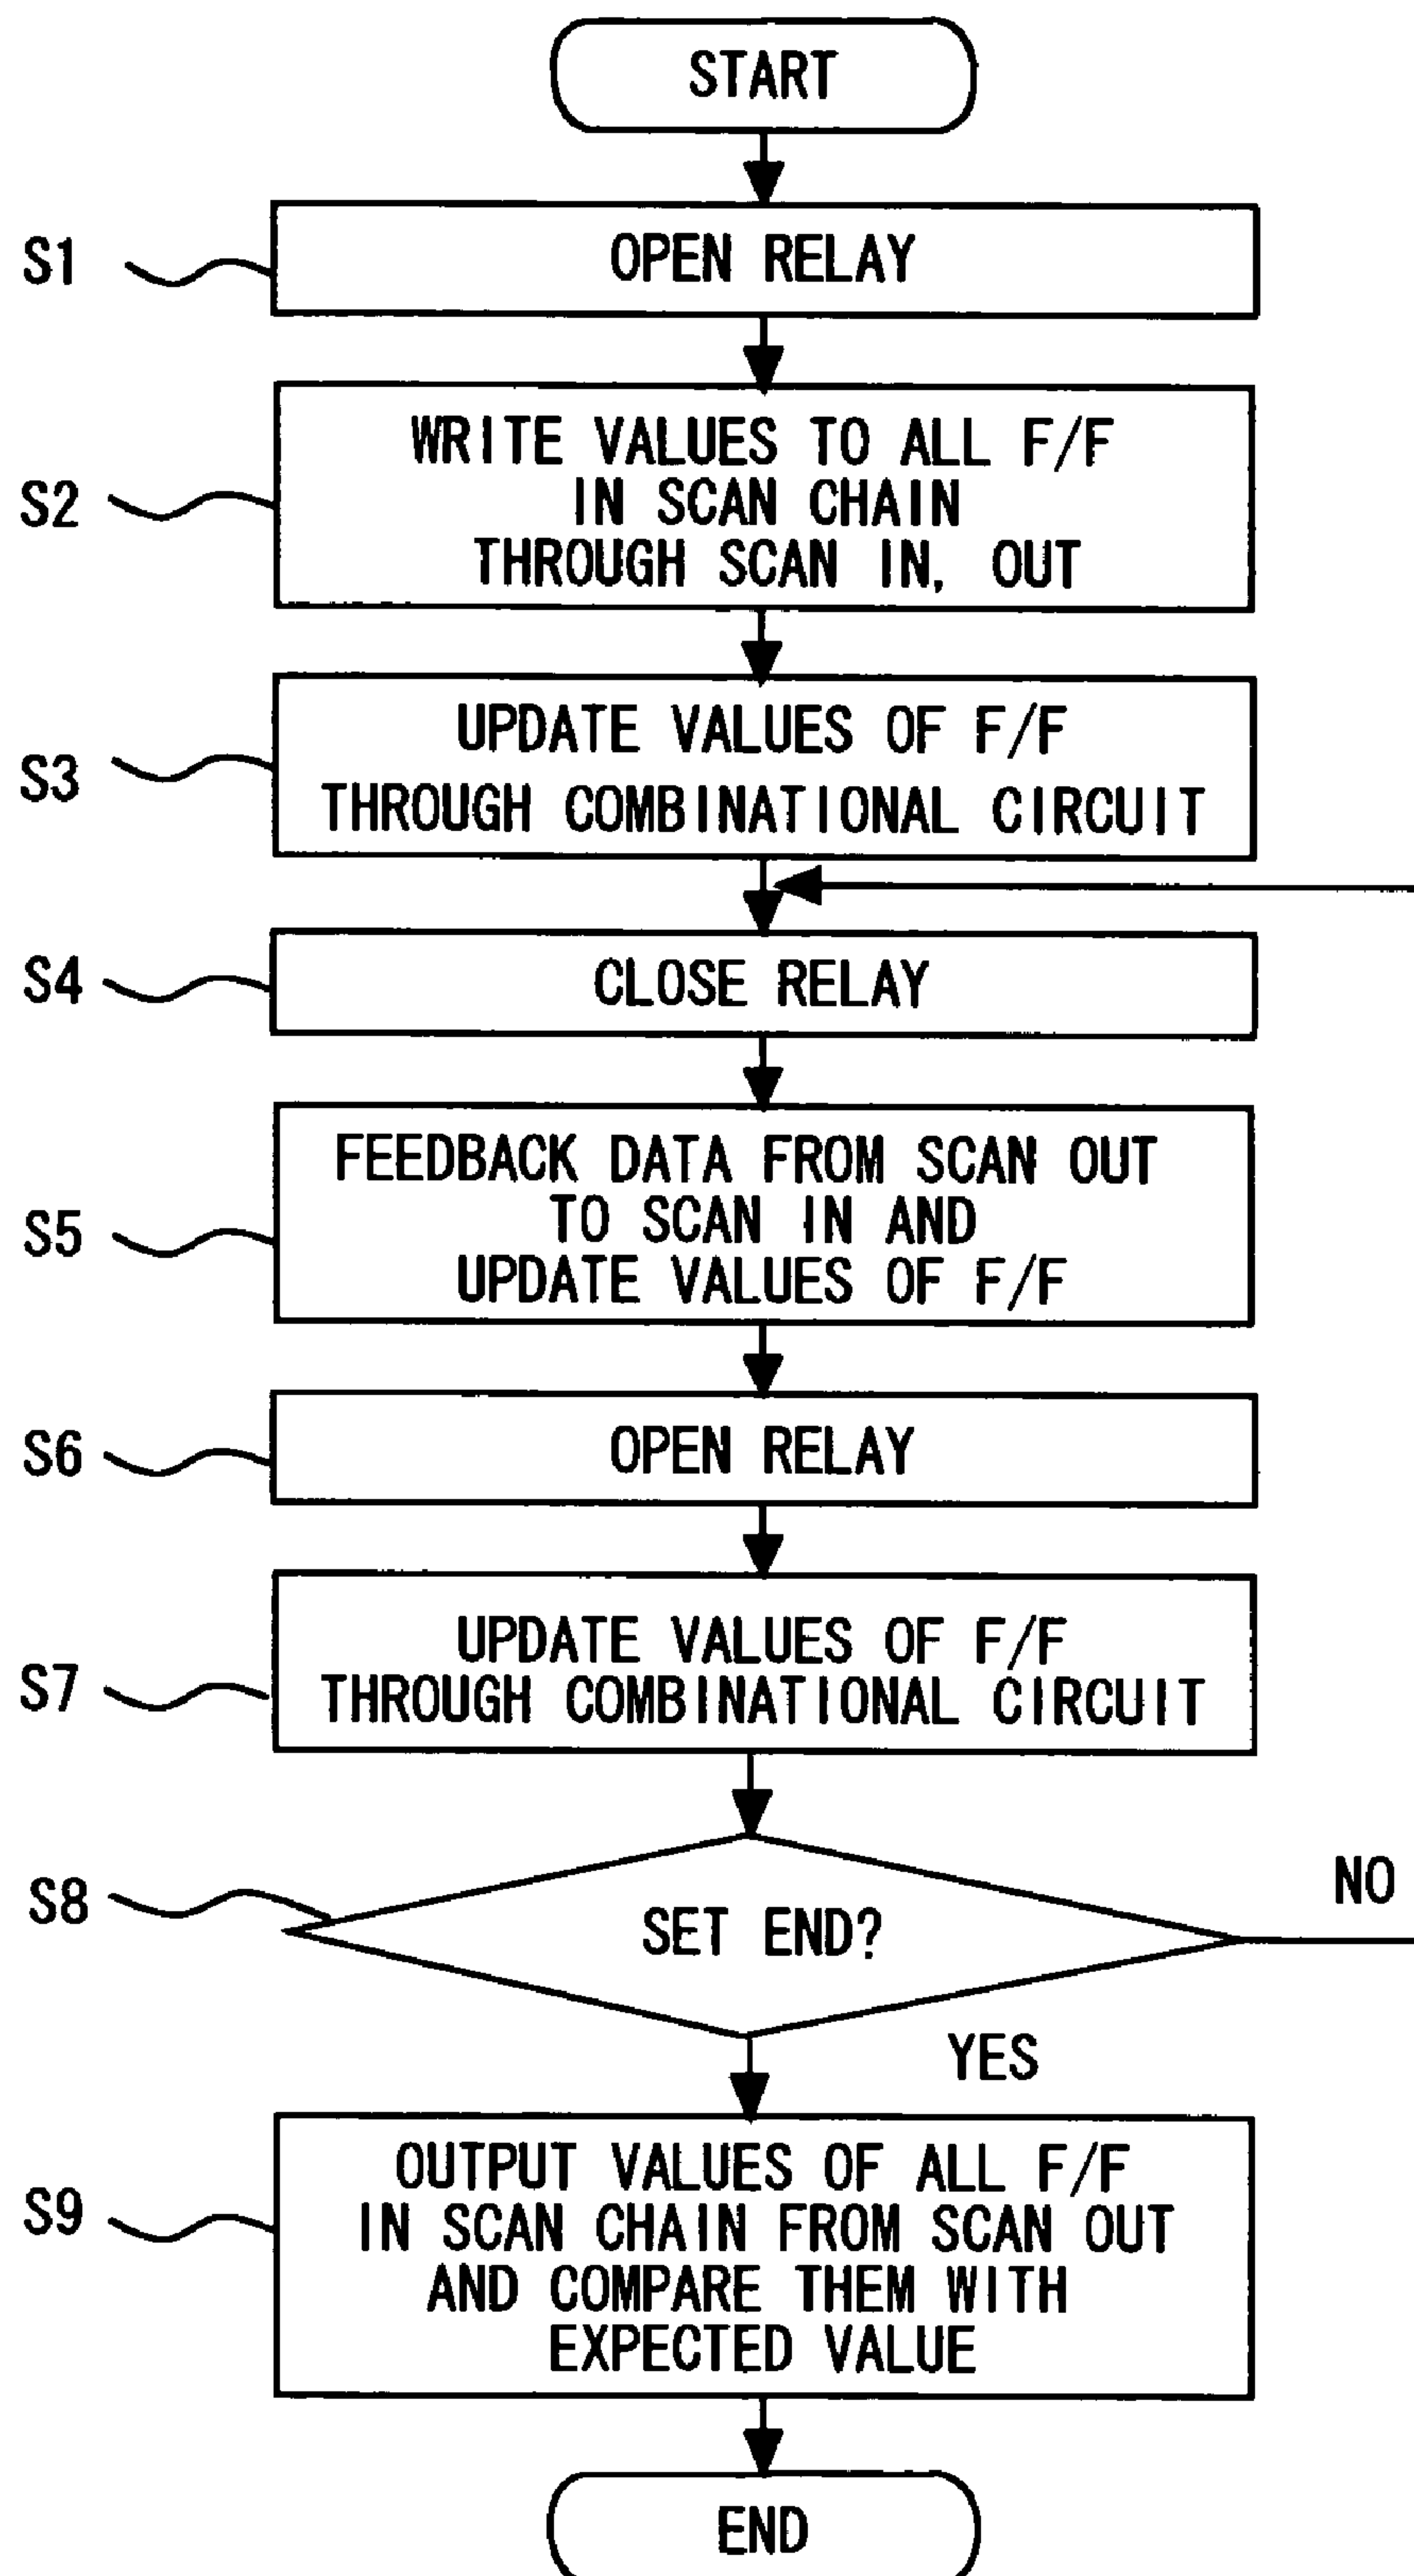 START
S1
OPEN RELAY
S2
WRITE VALUES TO ALL F/F
IN SCAN CHAIN
THROUGH SCAN IN, OUT
S3
UPDATE VALUES OF F/F
THROUGH COMBINATIONAL CIRCUIT
S4
CLOSE RELAY
S5
FEEDBACK DATA FROM SCAN OUT
TO SCAN IN AND
UPDATE VALUES OF F/F
S6
OPEN RELAY
S7
UPDATE VALUES OF F/F
THROUGH COMBINATIONAL CIRCUIT
S8
SET END?
NO
YES
S9
OUTPUT VALUES OF ALL F/F
IN SCAN CHAIN FROM SCAN OUT
AND COMPARE THEM WITH
EXPECTED VALUE
END